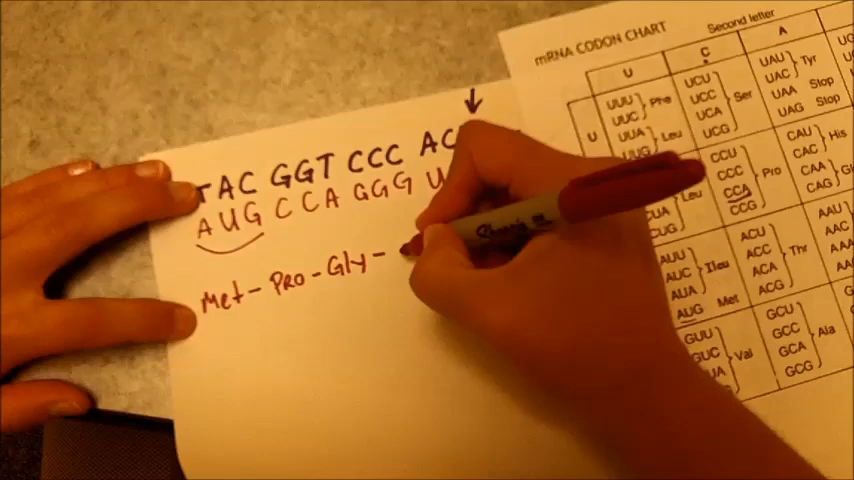 TAC GGT CCC AC
AUG CCA GGG U
Met - Pro - Gly -
Sharpie
mRNA CODON CHART
Second letter
U C A
U
UUU
UUC
Phe
UUA
UUG
Leu
UCU
UCC
UCA
UCG
Ser
UAU
UAC
Tyr
UAA Stop
UAG Stop
Leu
CUA
CUG
CCU
CCC
CCA
CCG
Pro
CAU
CAC
His
CAA
CAG
AUU
AUC
AUA
Ileu
AUG Met
ACU
ACC
ACA
ACG
Thr
AAU
GUU
GUC
Val
GCU
GCC
GCA
GCG
Ala